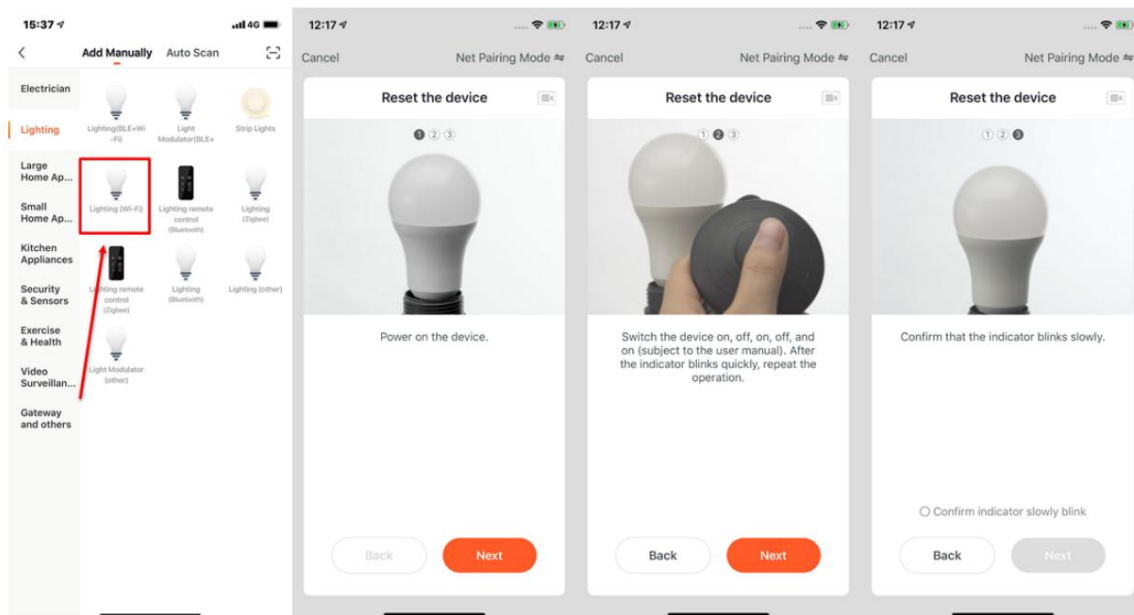 15:37
4G
Add Manually Auto Scan
Electrician
Lighting
Large
Home Ap...
Small
Home Ap...
Kitchen
Appliances
Security
& Sensors
Exercise
& Health
Video
Surveillan...
Gateway
and others
Lighting(BLE+Wi
-Fi)
Light
Modulator(BLE+
Strip Lights
Lighting (Wi-Fi)
Lighting remote
control
(Bluetooth)
Lighting
(Zigbee)
Lighting remote
control
(Zigbee)
Lighting
(Bluetooth)
Lighting (other)
Light Modulator
(other)
12:17
Cancel Net Pairing Mode
Reset the device
1 2 3
Power on the device.
Back Next
12:17
Cancel Net Pairing Mode
Reset the device
1 2 3
Switch the device on, off, on, off, and
on (subject to the user manual). After
the indicator blinks quickly, repeat the
operation.
Back Next
12:17
Cancel Net Pairing Mode
Reset the device
1 2 3
Confirm that the indicator blinks slowly.
Confirm indicator slowly blink
Back Next